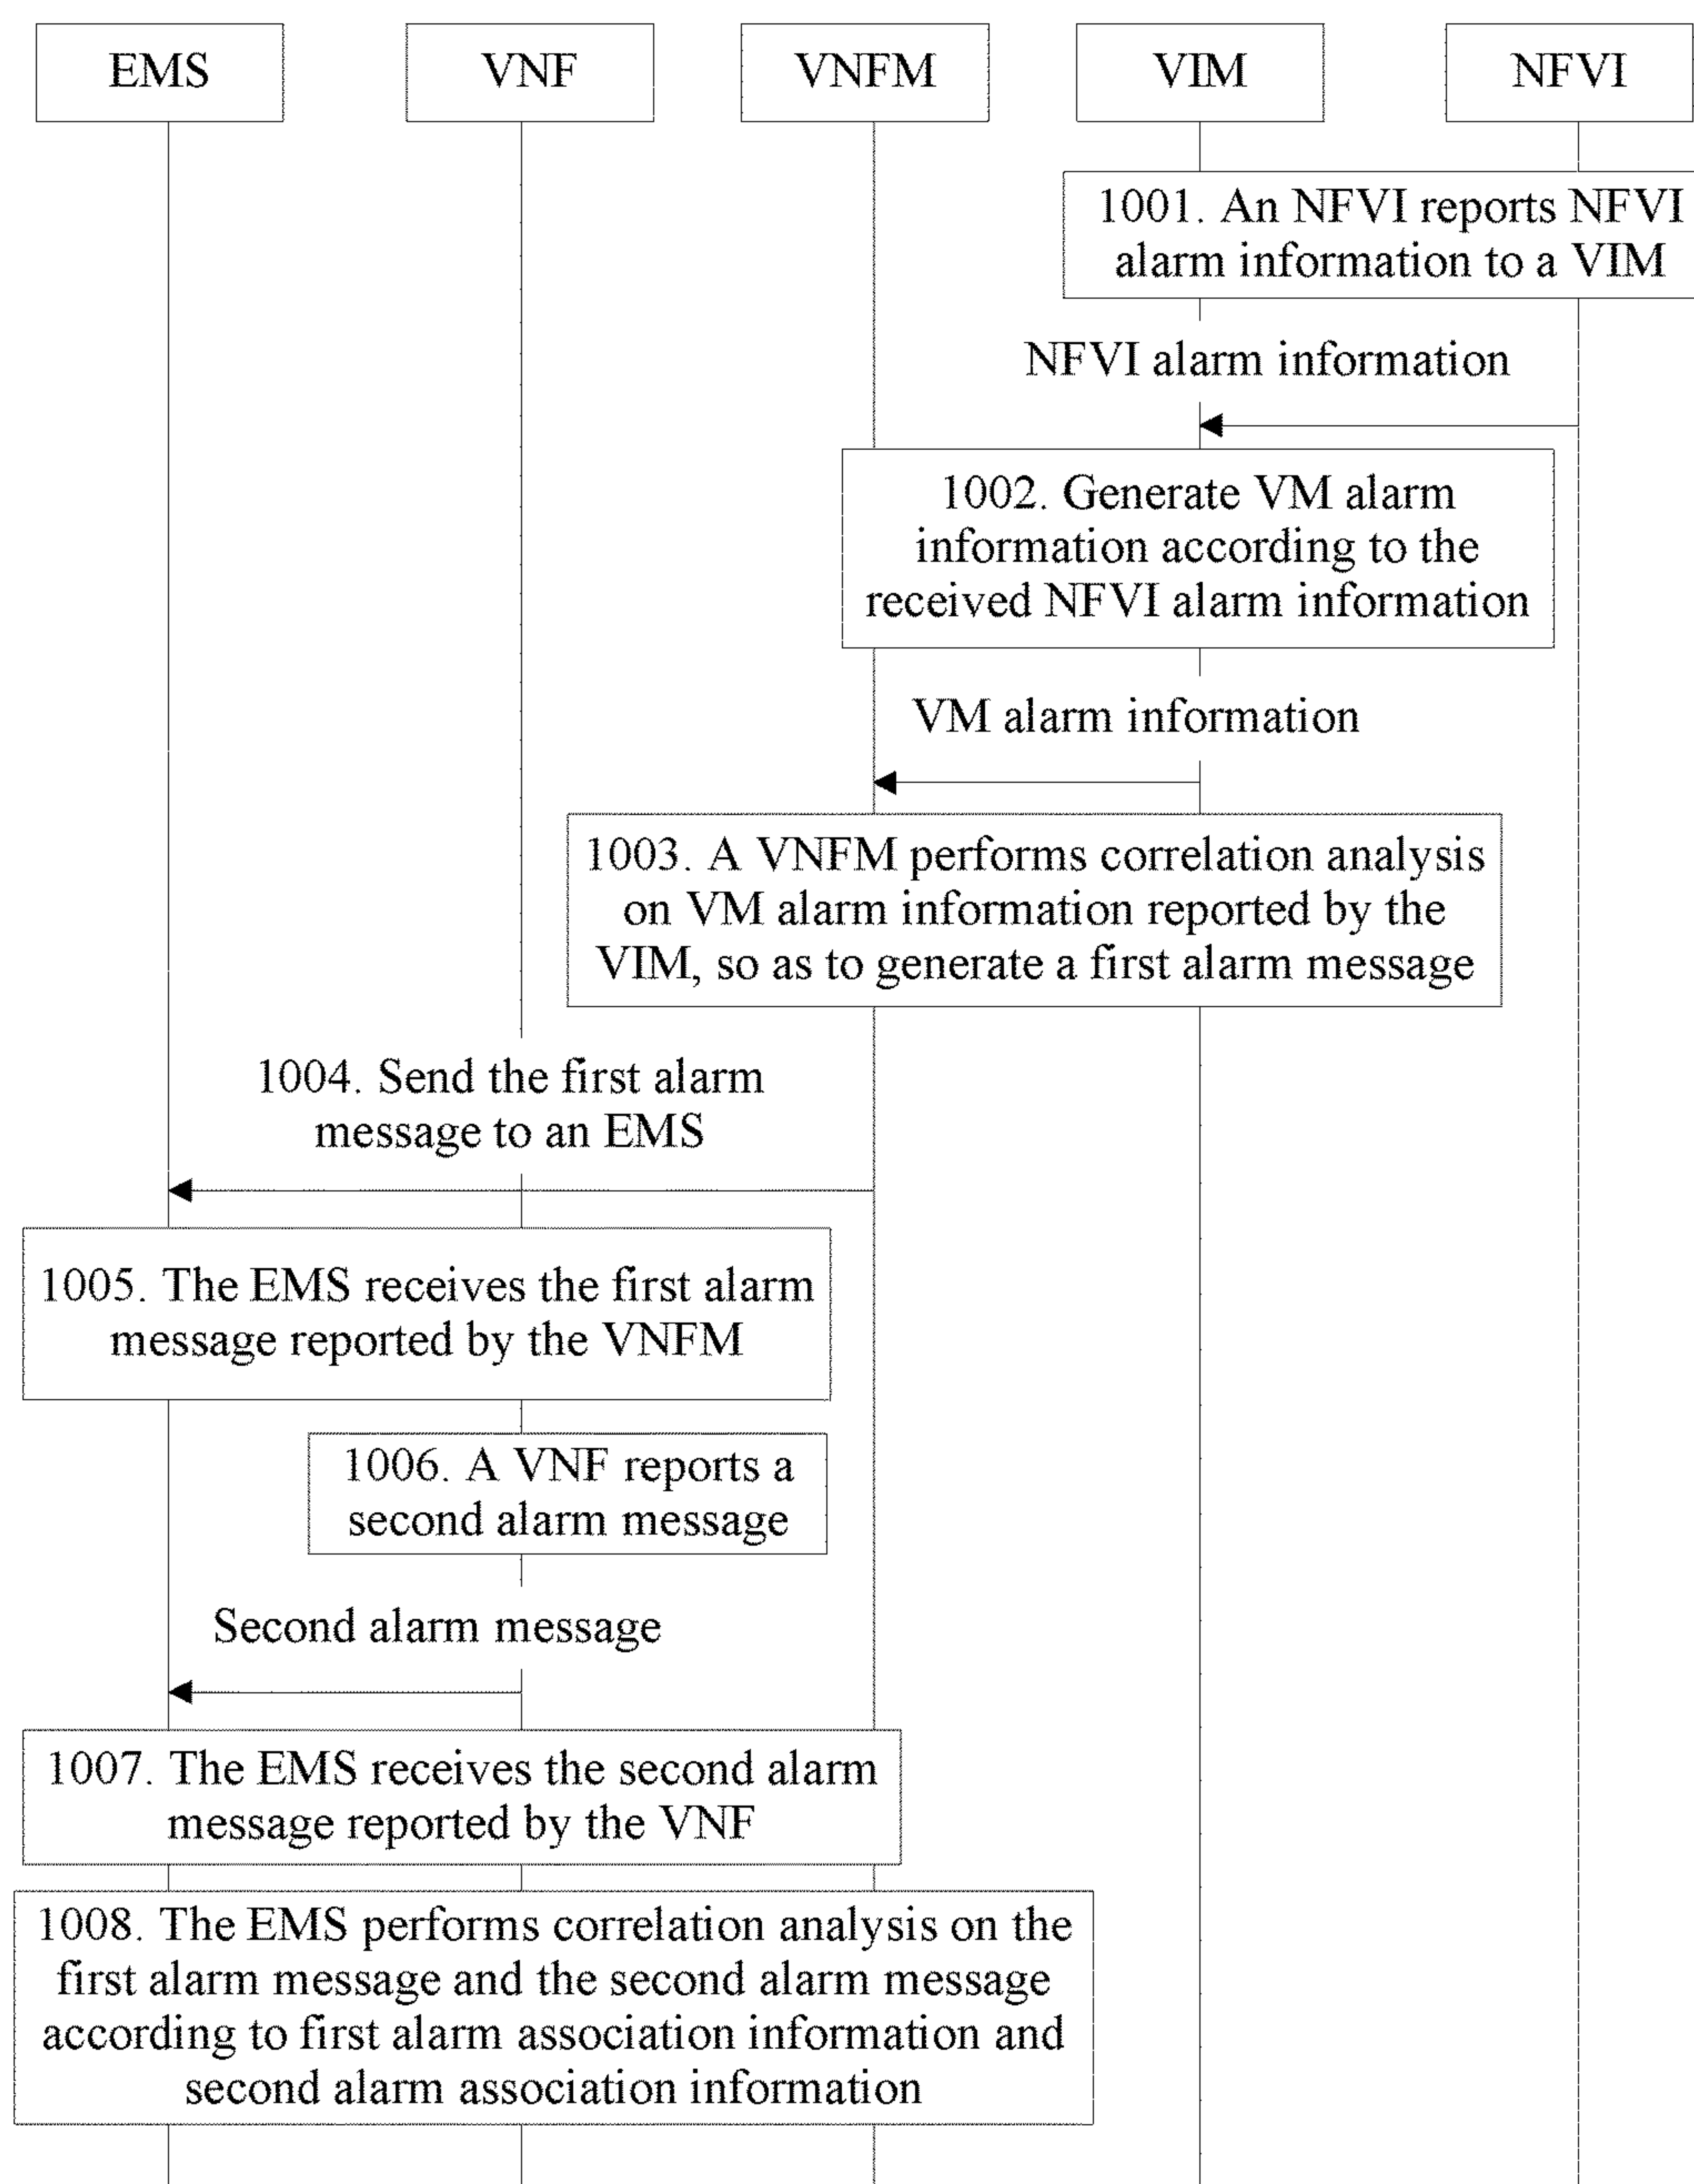 EMS
VNF
VNFM
VIM
NFVI
1001. An NFVI reports NFVI
alarm information to a VIM
NFVI alarm information
1002. Generate VM alarm
information according to the
received NFVI alarm information
VM alarm information
1003. A VNFM performs correlation analysis
on VM alarm information reported by the
VIM, so as to generate a first alarm message
1004. Send the first alarm
message to an EMS
1005. The EMS receives the first alarm
message reported by the VNFM
1006. A VNF reports a
second alarm message
Second alarm message
1007. The EMS receives the second alarm
message reported by the VNF
1008. The EMS performs correlation analysis on the
first alarm message and the second alarm message
according to first alarm association information and
second alarm association information